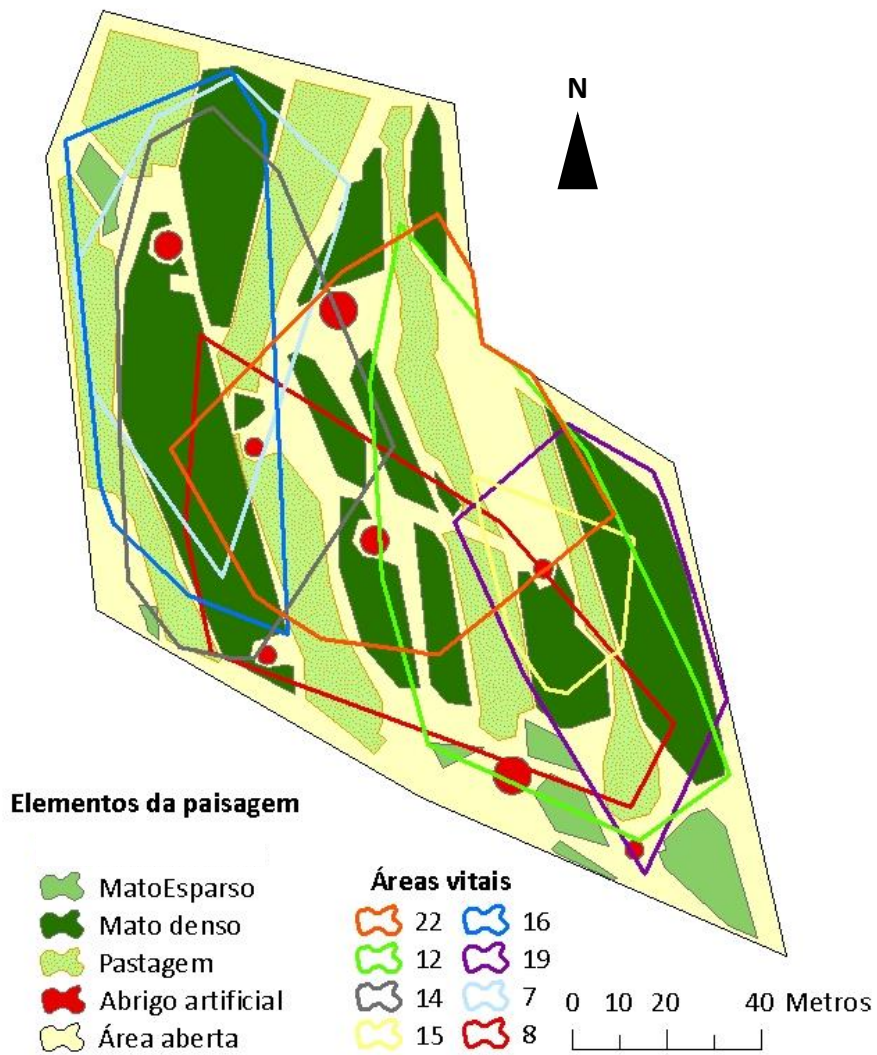 N
Elementos da paisagem
MatoEsparso
Mato denso
Pastagem
Abrigo artificial
Área aberta
Áreas vitais
22
16
12
19
14
7
15
8
0 10 20 40 Metros